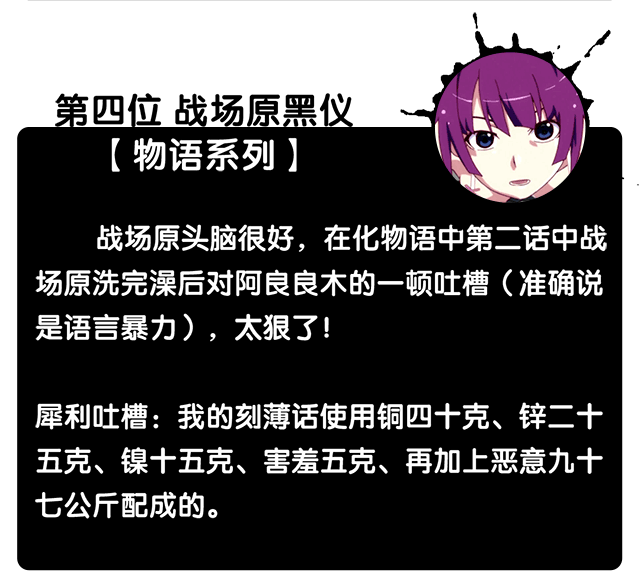 第四位 战场原黑仪
【物语系列】
战场原头脑很好，在化物语中第二话中战
场原洗完澡后对阿良良木的一顿吐槽（准确说
是语言暴力），太狠了！
犀利吐槽：我的刻薄话使用铜四十克、锌二十
五克、镍十五克、害羞五克、再加上恶意九十
七公斤配成的。